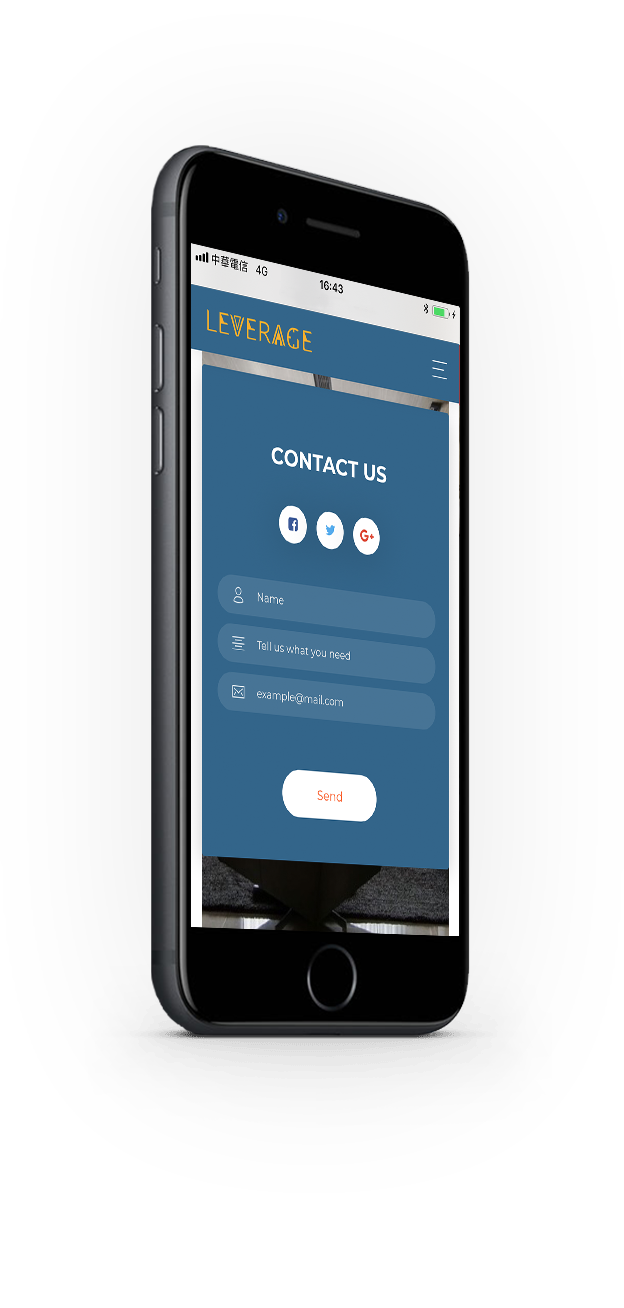 中華電信 4G
16:43
LEVERAGE
CONTACT US
G+
Name
Tell us what you need
example@mail.com
Send